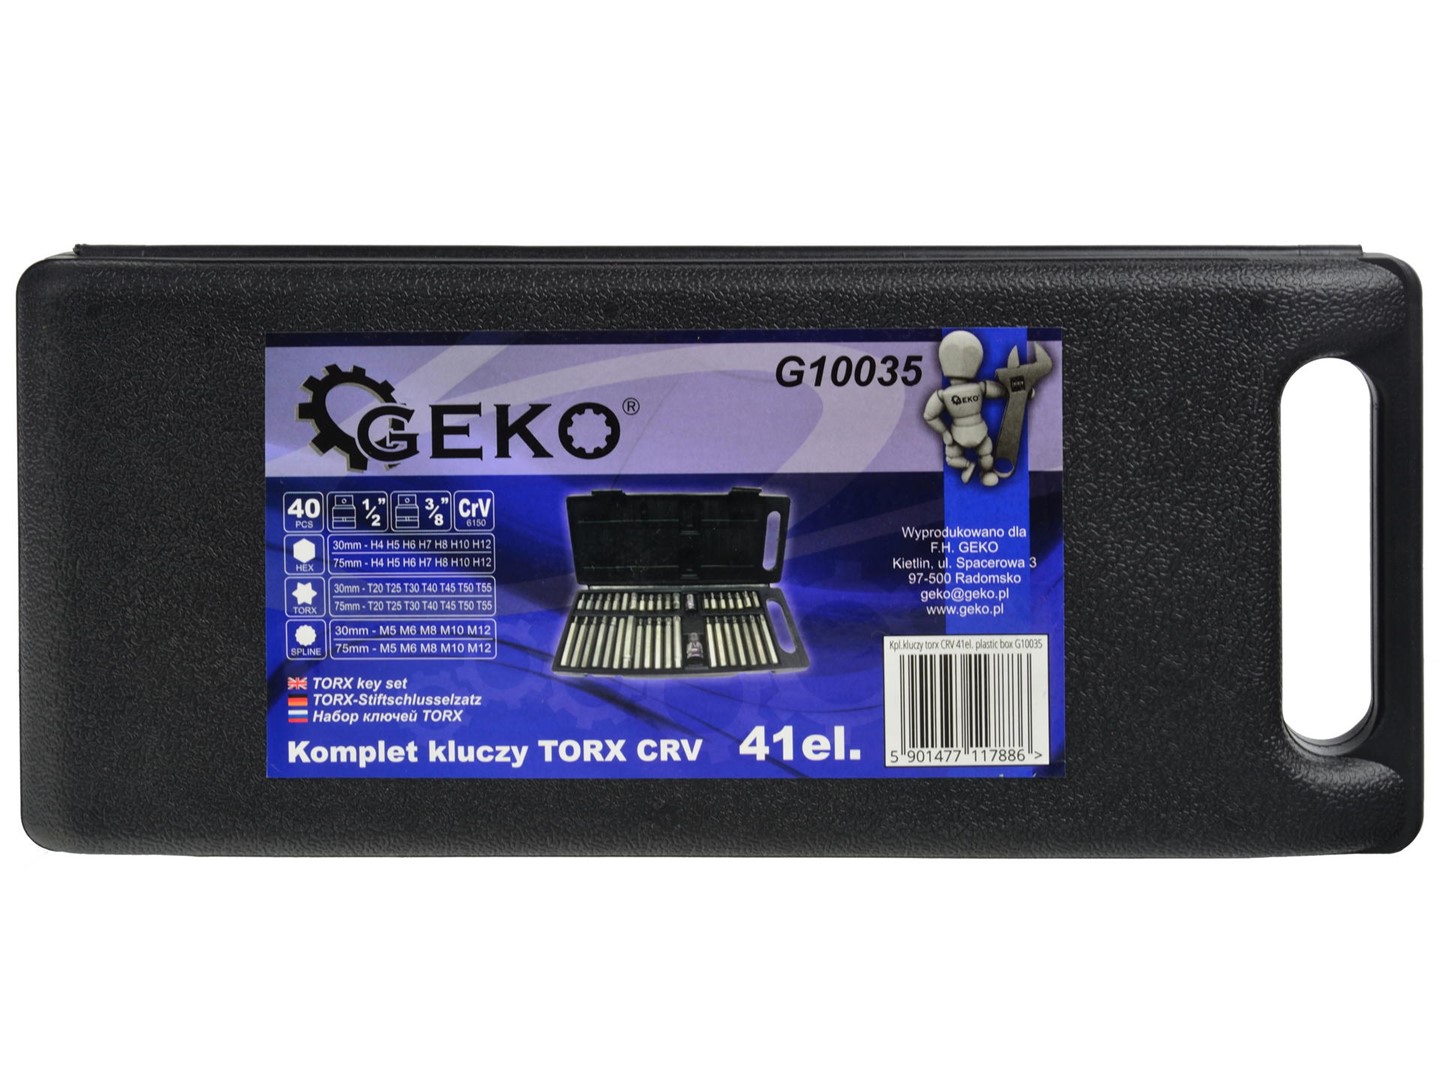 G10035
GEKO®
GEKO
40 PCS
1/2"
3/8"
CrV 6150
HEX
30mm - H4 H5 H6 H7 H8 H10 H12
75mm - H4 H5 H6 H7 H8 H10 H12
TORX
30mm - T20 T25 T30 T40 T45 T50 T55
75mm - T20 T25 T30 T40 T45 T50 T55
SPLINE
30mm - M5 M6 M8 M10 M12
75mm - M5 M6 M8 M10 M12
TORX key set
TORX-Stiftschlusselzatz
Набор ключей TORX
Komplet kluczy TORX CRV 41el.
Wyprodukowano dla
F.H. GEKO
Kietlin, ul. Spacerowa 3
97-500 Radomsko
geko@geko.pl
www.geko.pl
Kpl.kluczy torx CRV 41el. plastic box G10035
5 901477 117886 >